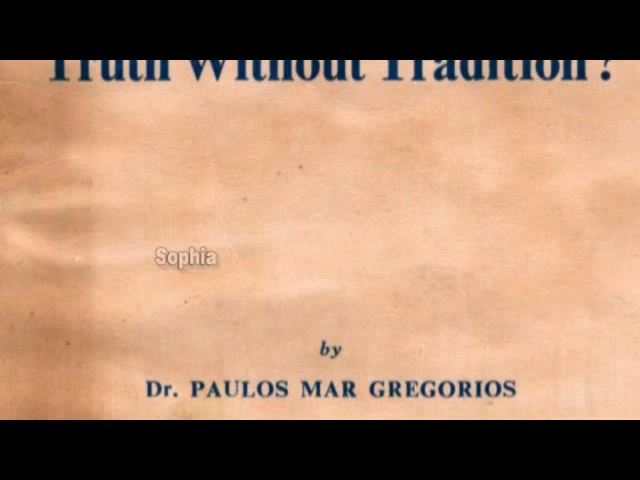 Truth Without Tradition?
Sophia
by
Dr. PAULOS MAR GREGORIOS